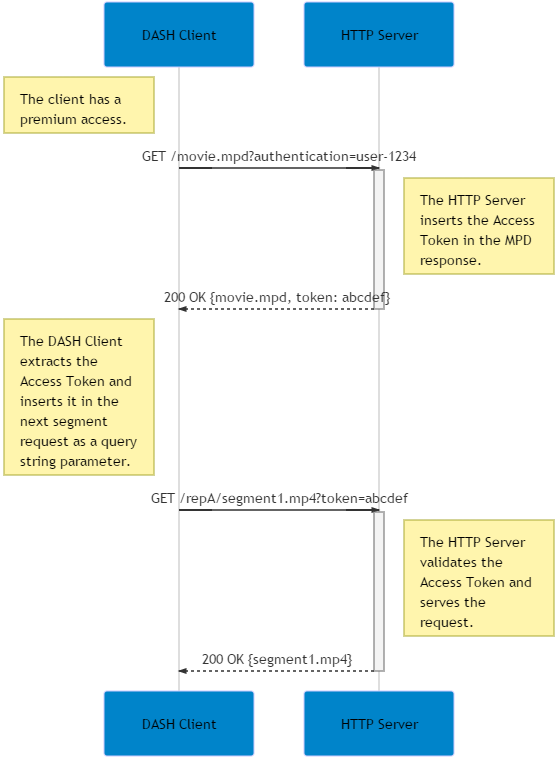 DASH Client
HTTP Server
The client has a
premium access.
GET /movie.mpd?authentication=user-1234
The HTTP Server
inserts the Access
Token in the MPD
response.
200 OK {movie.mpd, token: abcdef}
The DASH Client
extracts the
Access Token and
inserts it in the
next segment
request as a query
string parameter.
GET /repA/segment1.mp4?token=abcdef
The HTTP Server
validates the
Access Token and
serves the
request.
200 OK {segment1.mp4}
DASH Client
HTTP Server